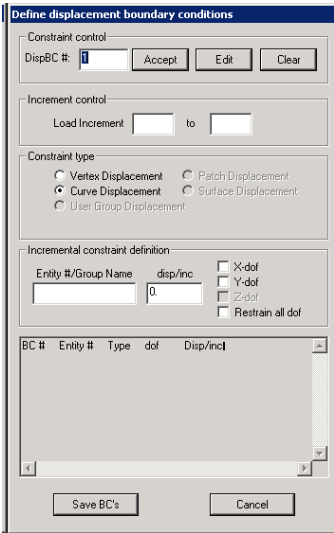 Define displacement boundary conditions
Constraint control
DispBC #: 1 Accept Edit Clear
Increment control
Load Increment to
Constraint type
Vertex Displacement Patch Displacement
Curve Displacement Surface Displacement
User Group Displacement
Incremental constraint definition
Entity #/Group Name disp/inc X-dof
0. Y-dof
Z-dof
Restrain all dof
BC # Entity # Type dof Disp/incl
Save BC's Cancel